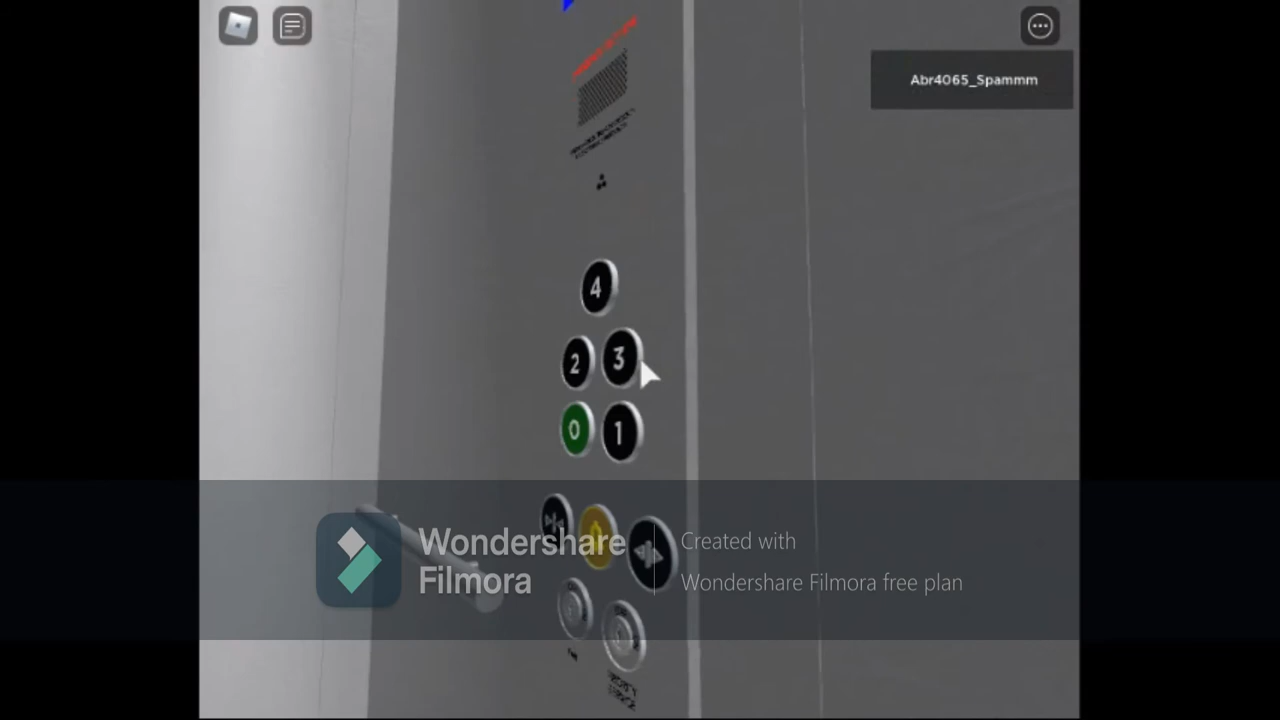 Abr4065_Spammm
4
2 3
0 1
Wondershare
Filmora
Created with
Wondershare Filmora free plan